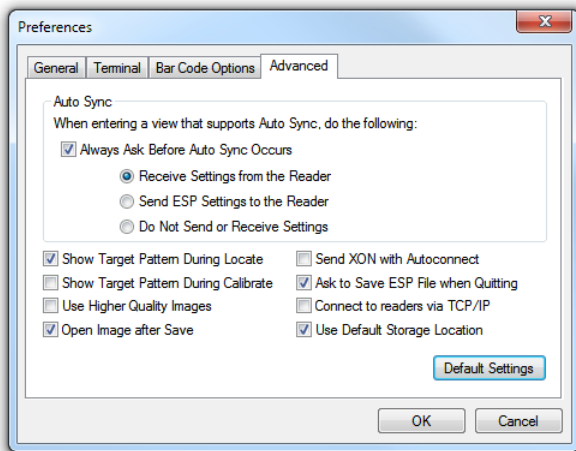 Preferences
General Terminal Bar Code Options Advanced
Auto Sync
When entering a view that supports Auto Sync, do the following:
Always Ask Before Auto Sync Occurs
Receive Settings from the Reader
Send ESP Settings to the Reader
Do Not Send or Receive Settings
Show Target Pattern During Locate Send XON with Autoconnect
Show Target Pattern During Calibrate Ask to Save ESP File when Quitting
Use Higher Quality Images Connect to readers via TCP/IP
Open Image after Save Use Default Storage Location
Default Settings
OK Cancel